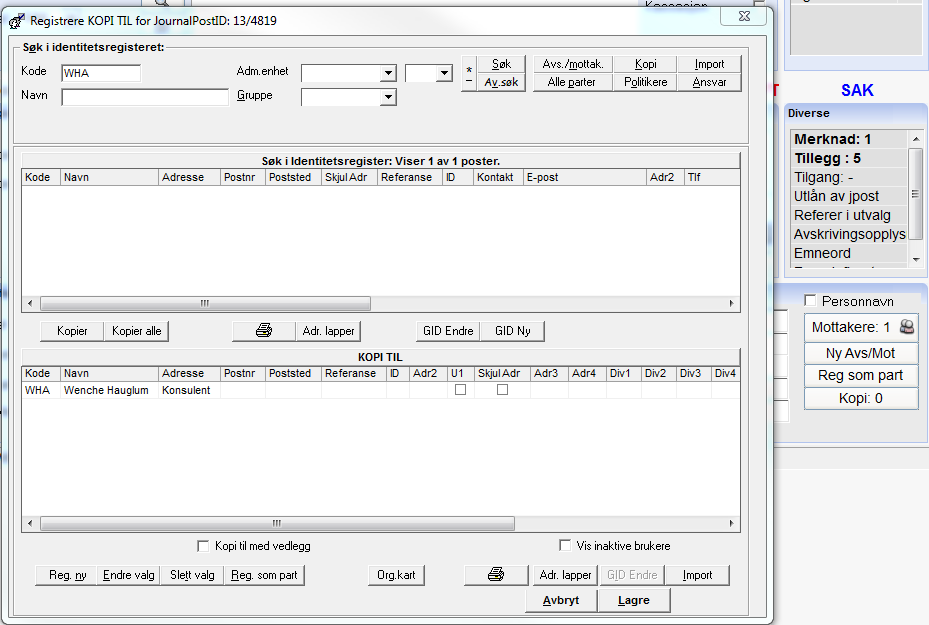 Registrere KOPI TIL for JournalPostID: 13/4819
Søk i identitetsregisteret:
Kode WHA Adm.enhet * Søk Avs./mottak. Kopi Import
Navn Gruppe – Av.søk Alle parter Politikere Ansvar
Søk i Identitetsregister: Viser 1 av 1 poster.
Kode Navn Adresse Postnr Poststed Skjul Adr Referanse ID Kontakt E-post Adr2 Tlf
Kopier Kopier alle Adr. lapper GID Endre GID Ny
KOPI TIL
Kode Navn Adresse Postnr Poststed Referanse ID Adr2 U1 Skjul Adr Adr3 Adr4 Div1 Div2 Div3 Div4
WHA Wenche Hauglum Konsulent
Kopi til med vedlegg Vis inaktive brukere
Reg. ny Endre valg Slett valg Reg. som part Org.kart Adr. lapper GID Endre Import
Avbryt Lagre
SAK
Diverse
Merknad: 1
Tillegg : 5
Tilgang: -
Utlån av jpost
Referer i utvalg
Avskrivingsopplys
Emneord
Personnavn
Mottakere: 1
Ny Avs/Mot
Reg som part
Kopi: 0